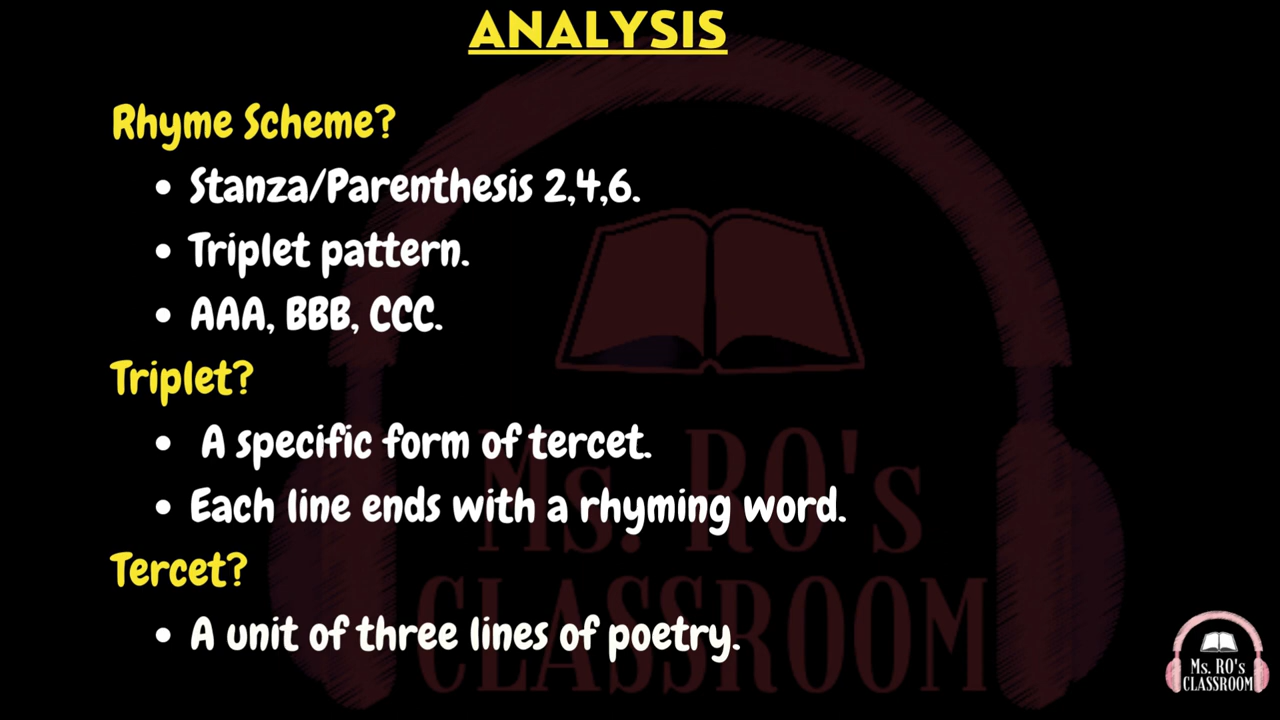 ANALYSIS
Rhyme Scheme?
• Stanza/Parenthesis 2,4,6.
• Triplet pattern.
• AAA, BBB, CCC.
Triplet?
• A specific form of tercet.
• Each line ends with a rhyming word.
Tercet?
• A unit of three lines of poetry.
Ms. RO's
CLASSROOM
Ms. RO's
CLASSROOM